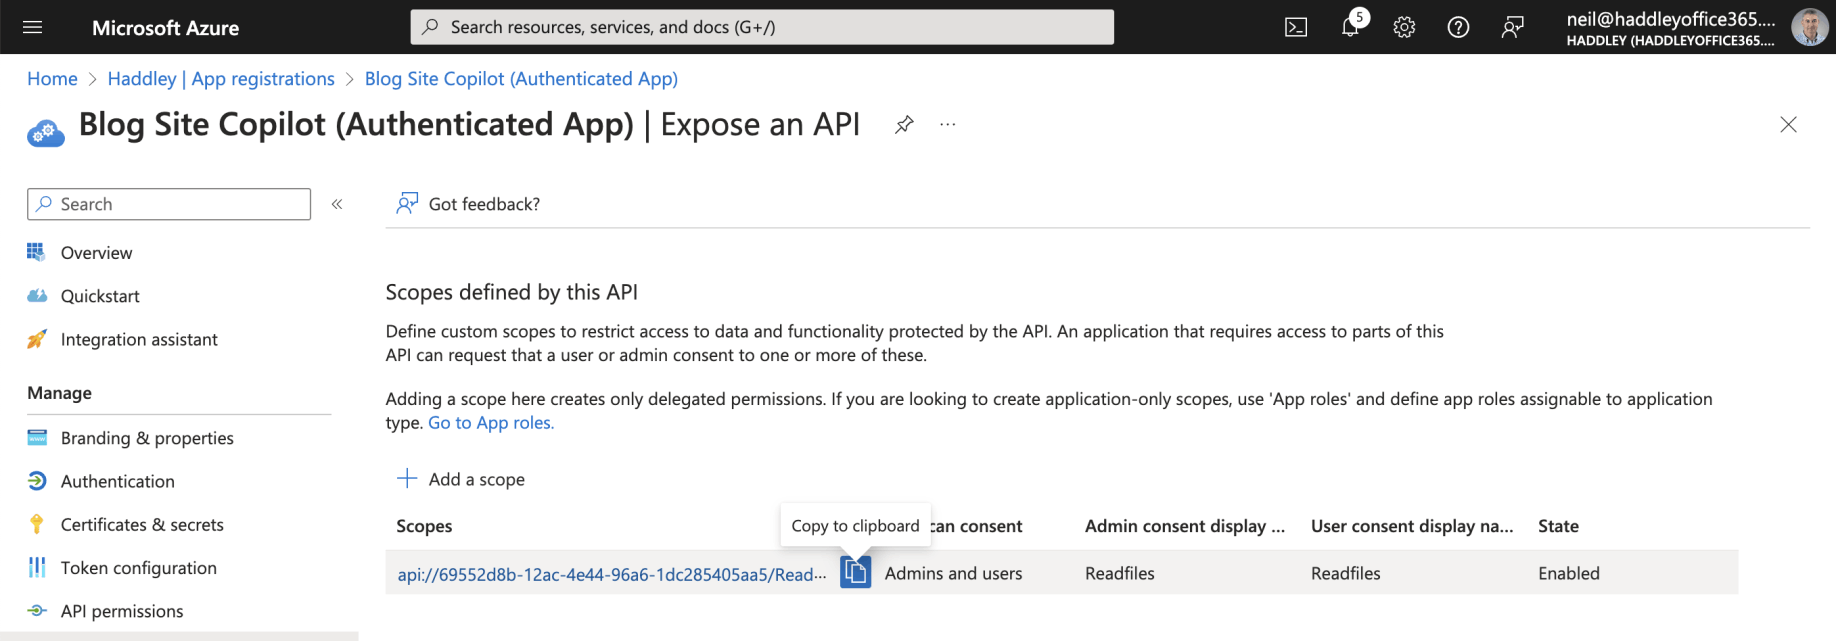 Microsoft Azure
Search resources, services, and docs (G+/)
5
neil@haddleyoffice365....
HADDLEY (HADDLEYOFFICE365....
Home > Haddley | App registrations > Blog Site Copilot (Authenticated App)
Blog Site Copilot (Authenticated App) | Expose an API
Search
Got feedback?
Overview
Quickstart
Integration assistant
Manage
Branding & properties
Authentication
Certificates & secrets
Token configuration
API permissions
Scopes defined by this API
Define custom scopes to restrict access to data and functionality protected by the API. An application that requires access to parts of this
API can request that a user or admin consent to one or more of these.
Adding a scope here creates only delegated permissions. If you are looking to create application-only scopes, use 'App roles' and define app roles assignable to application
type. Go to App roles.
Add a scope
Copy to clipboard
Scopes can consent Admin consent display ... User consent display na... State
api://69552d8b-12ac-4e44-96a6-1dc285405aa5/Read... Admins and users Readfiles Readfiles Enabled